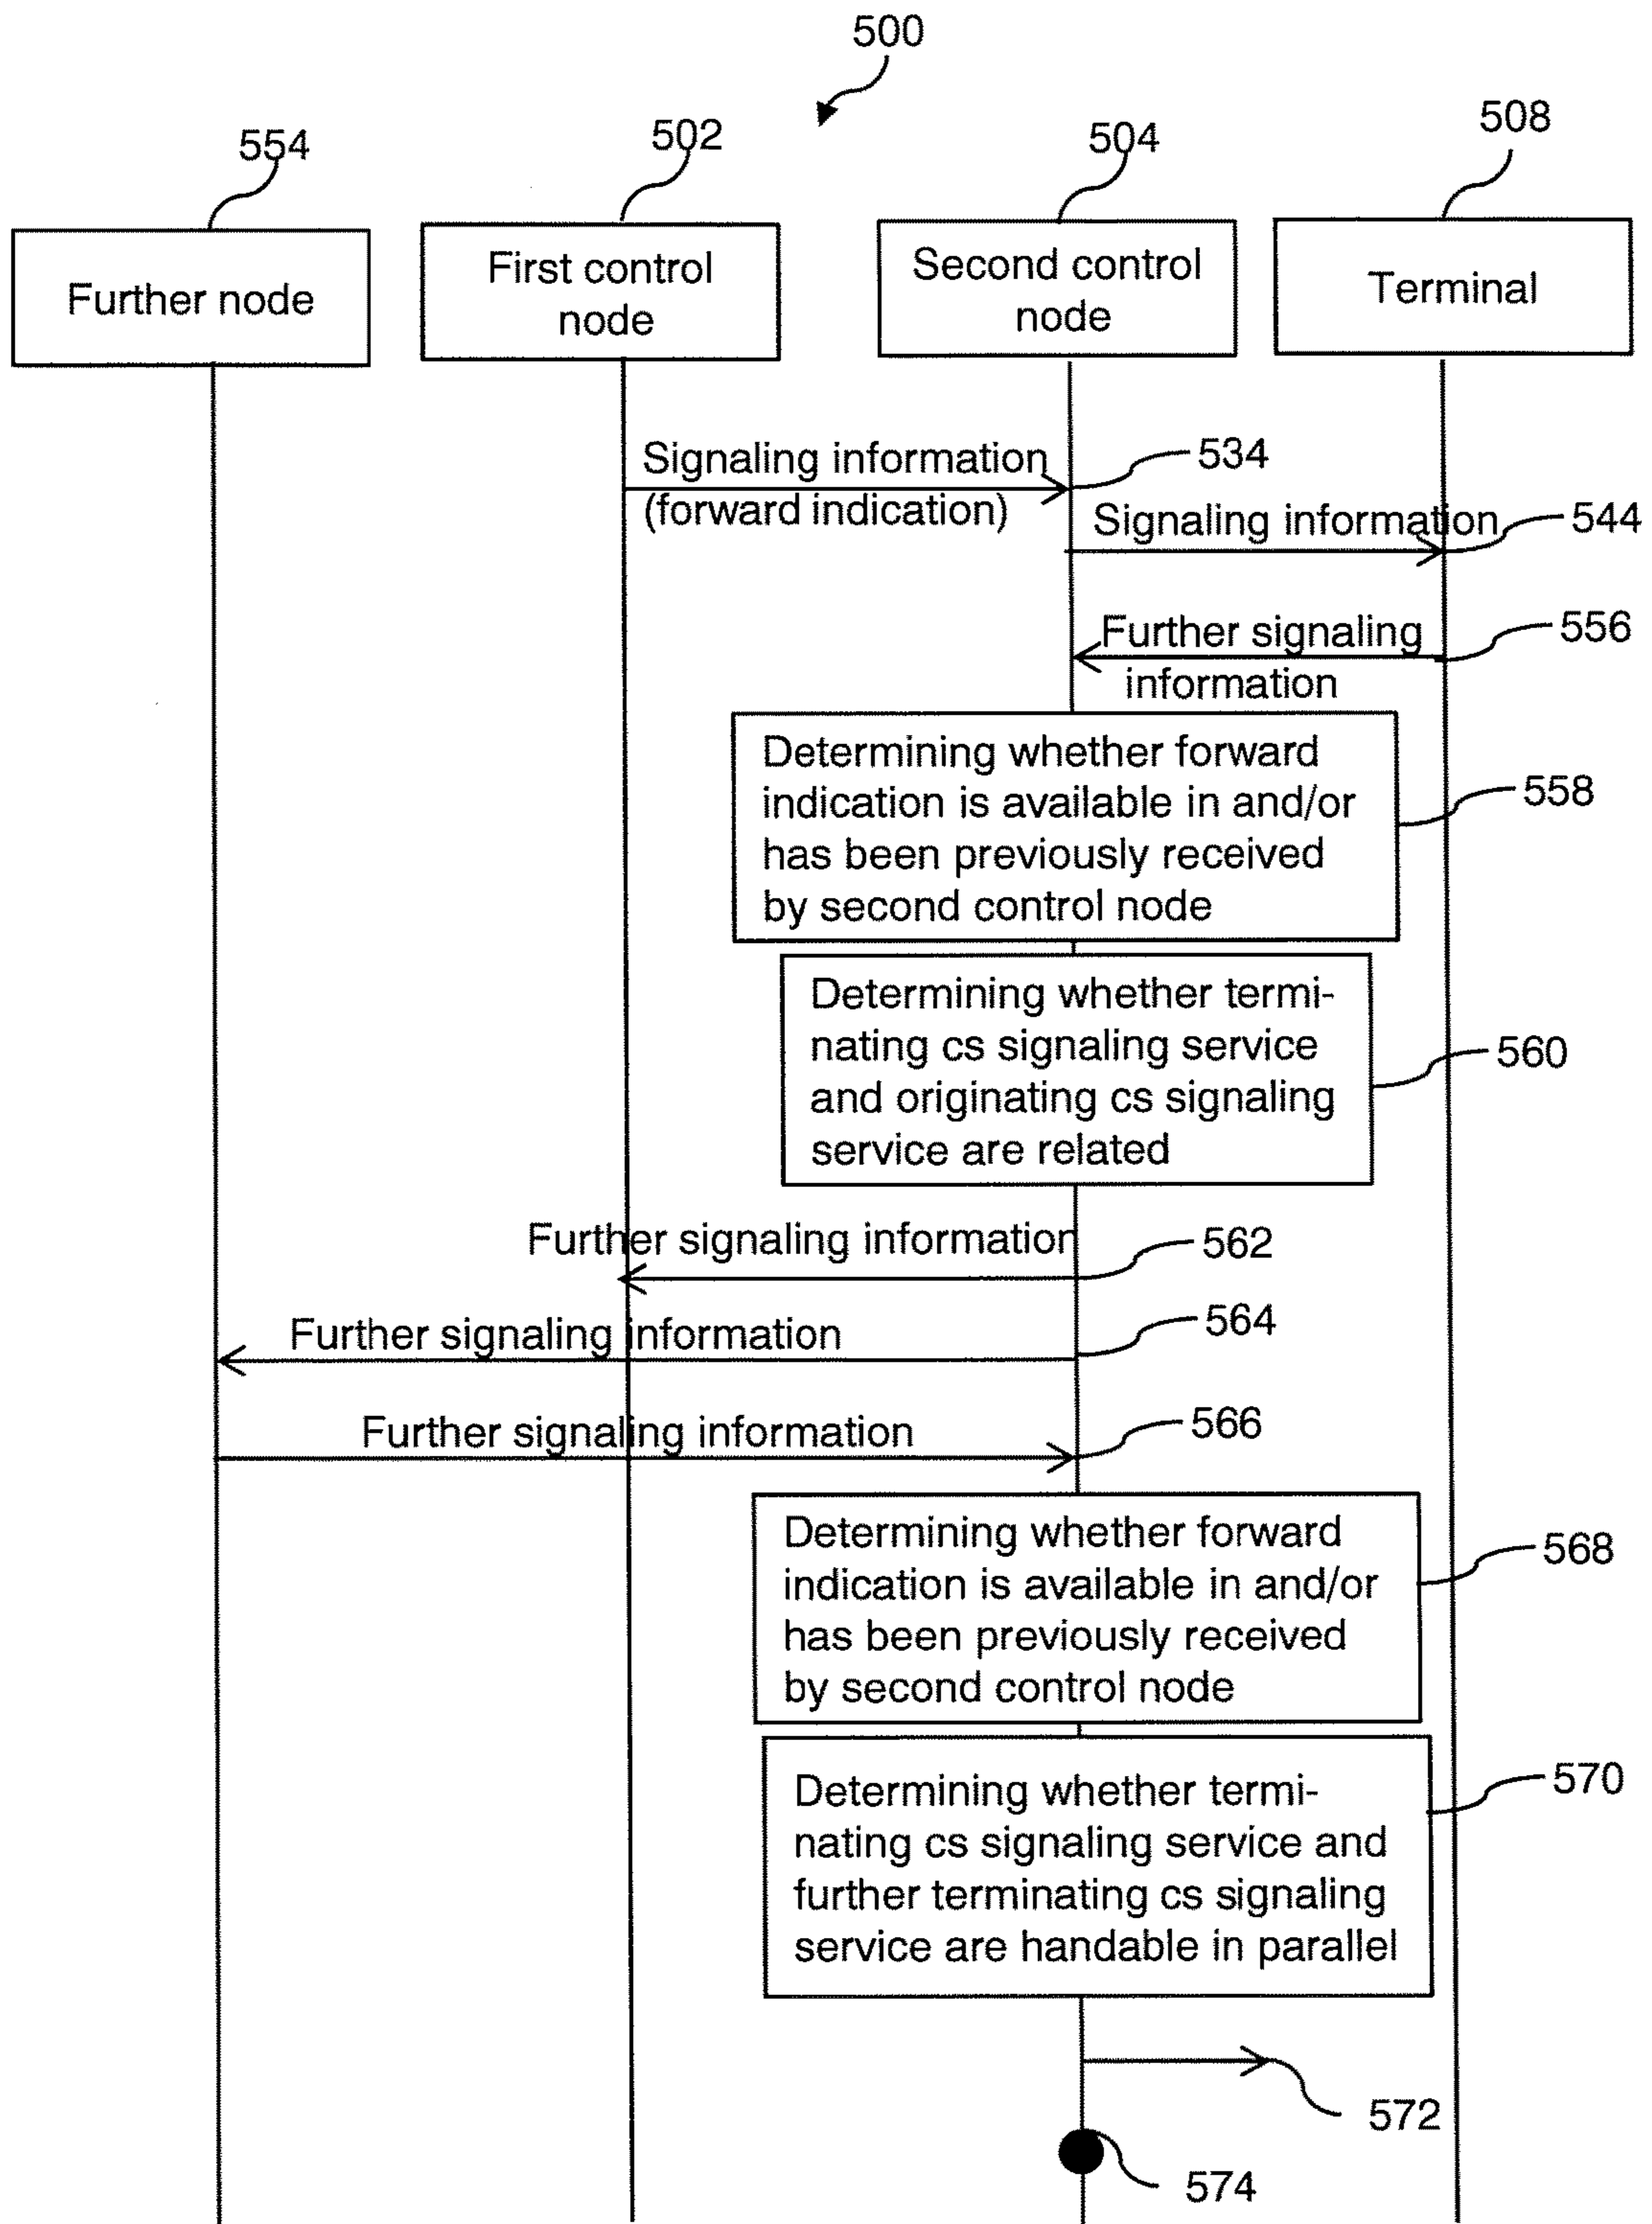 500
554
502
504
508
Further node
First control
node
Second control
node
Terminal
Signaling information
(forward indication)
534
Signaling information
544
Further signaling
information
556
Determining whether forward
indication is available in and/or
has been previously received
by second control node
558
Determining whether termi-
nating cs signaling service
and originating cs signaling
service are related
560
Further signaling information
562
Further signaling information
564
Further signaling information
566
Determining whether forward
indication is available in and/or
has been previously received
by second control node
568
Determining whether termi-
nating cs signaling service and
further terminating cs signaling
service are handable in parallel
570
572
574